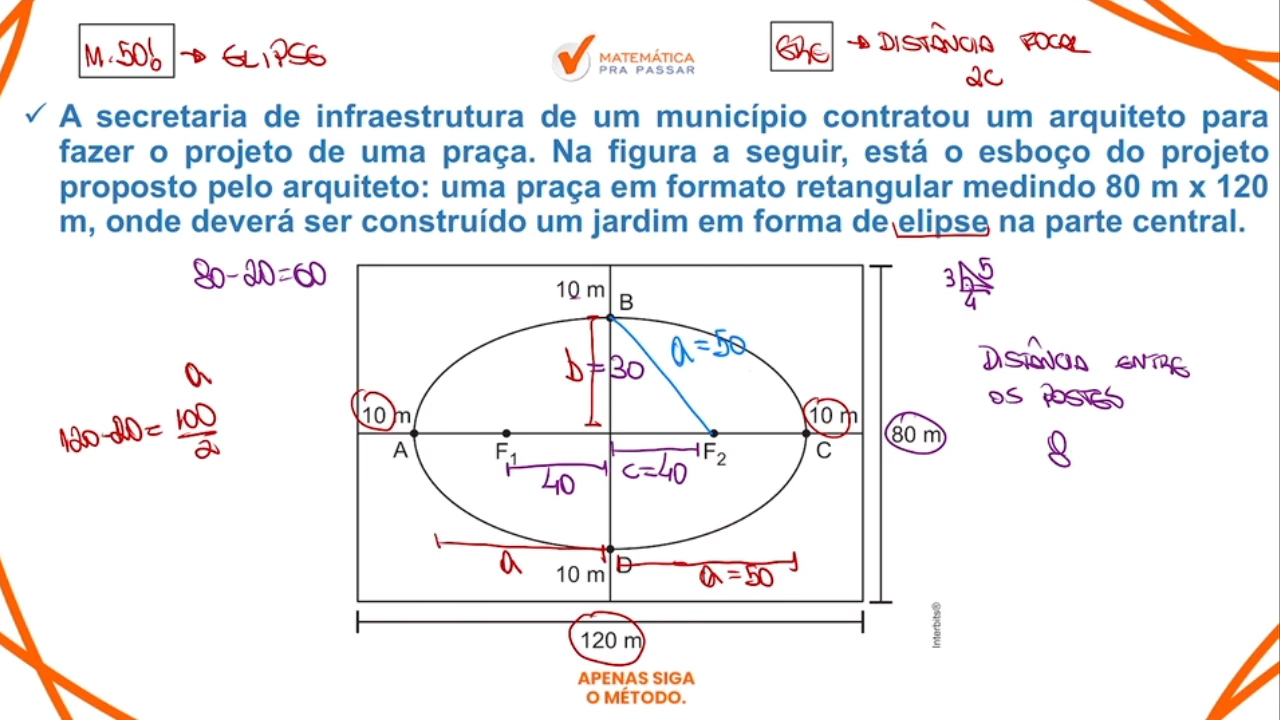 M.50% → ELIPSE
MATEMÁTICA
PRA PASSAR
→ DISTÂNCIA FOCAL
2C
✓ A secretaria de infraestrutura de um município contratou um arquiteto para
fazer o projeto de uma praça. Na figura a seguir, está o esboço do projeto
proposto pelo arquiteto: uma praça em formato retangular medindo 80 m x 120
m, onde deverá ser construído um jardim em forma de elipse na parte central.
80-20=60
10 m
B
3 5
4
b=30
a=50
DISTÂNCIA ENTRE
OS POSTES
8
a
120-20=100
2
10 m
10 m
80 m
A
F1
F2
C
40
c=40
a
10 m
D
a=50
120 m
Interbits®
APENAS SIGA
O MÉTODO.